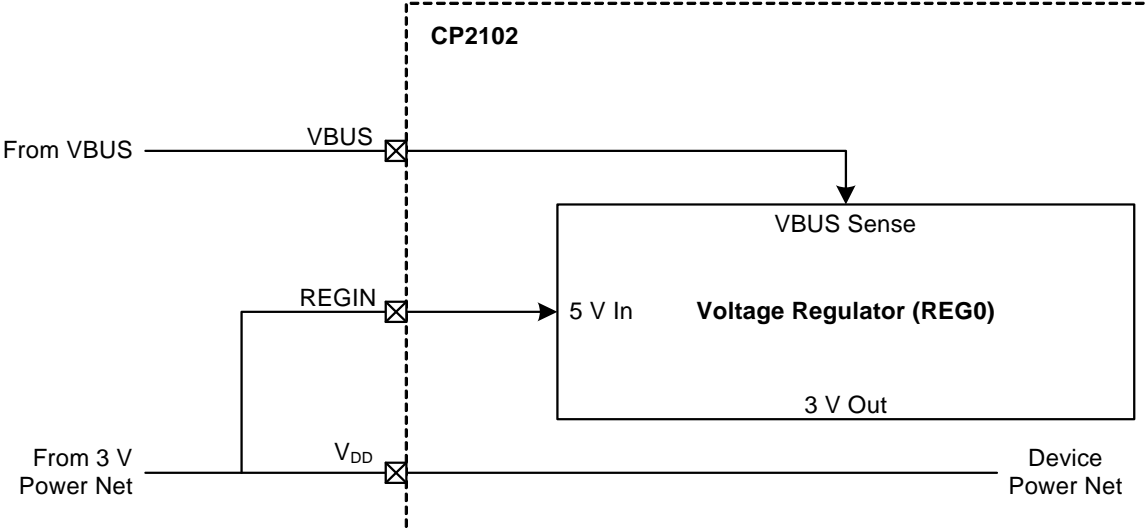 CP2102
From VBUS
VBUS
VBUS Sense
REGIN
5 V In
Voltage Regulator (REG0)
3 V Out
From 3 V
Power Net
VDD
Device
Power Net